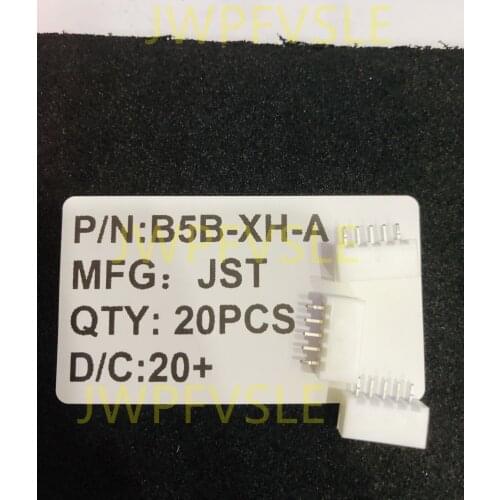 JWPFVSLE
P/N:B5B-XH-A
MFG: JST
QTY: 20PCS
D/C:20+
JWPFVSLE